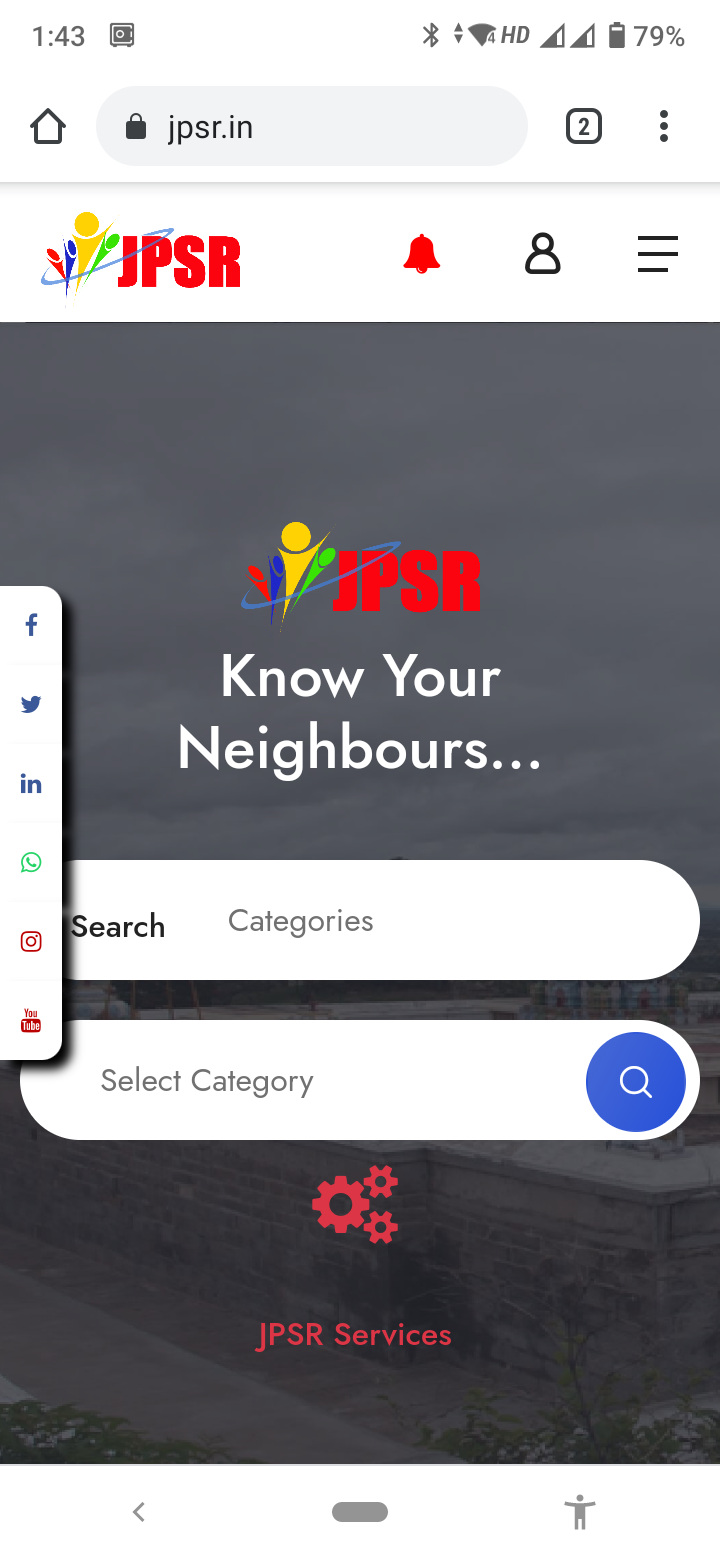 1:43
4 HD 79%
jpsr.in
2
JPSR
JPSR
Know Your
Neighbours...
Search Categories
Select Category
You
Tube
JPSR Services